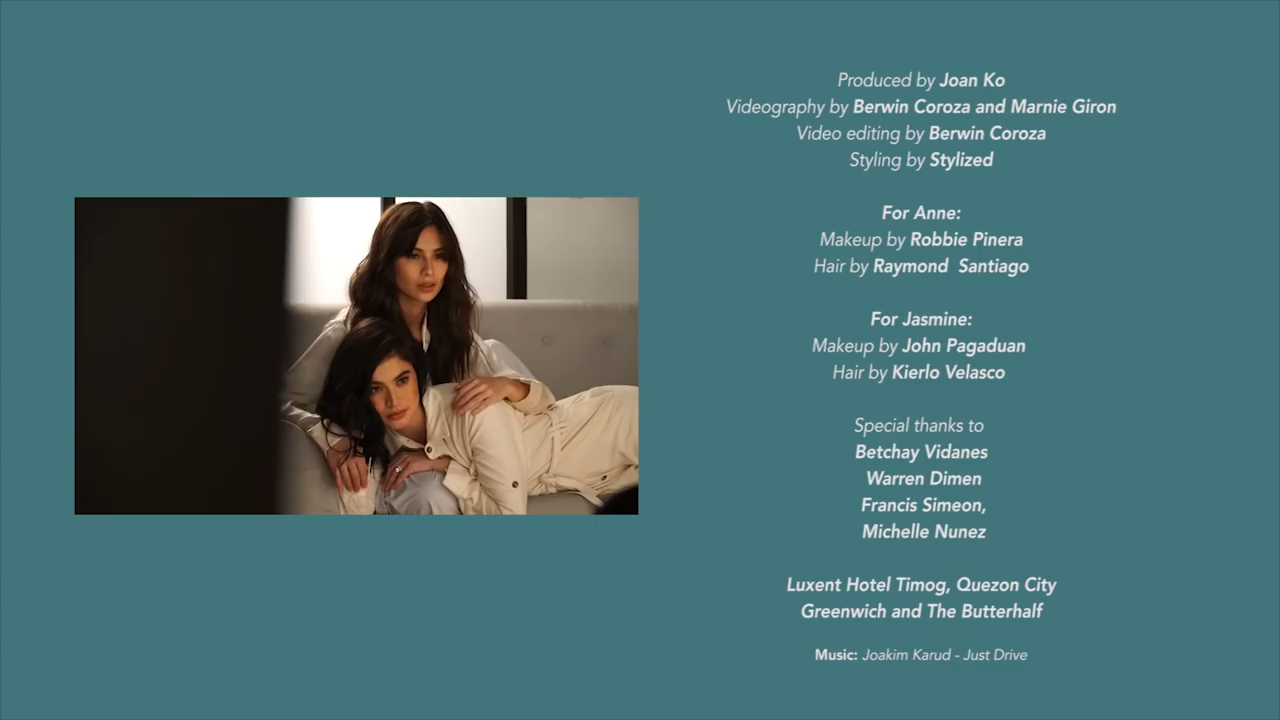 Produced by Joan Ko
Videography by Berwin Coroza and Marnie Giron
Video editing by Berwin Coroza
Styling by Stylized
For Anne:
Makeup by Robbie Pinera
Hair by Raymond Santiago
For Jasmine:
Makeup by John Pagaduan
Hair by Kierlo Velasco
Special thanks to
Betchay Vidanes
Warren Dimen
Francis Simeon,
Michelle Nunez
Luxent Hotel Timog, Quezon City
Greenwich and The Butterhalf
Music: Joakim Karud - Just Drive